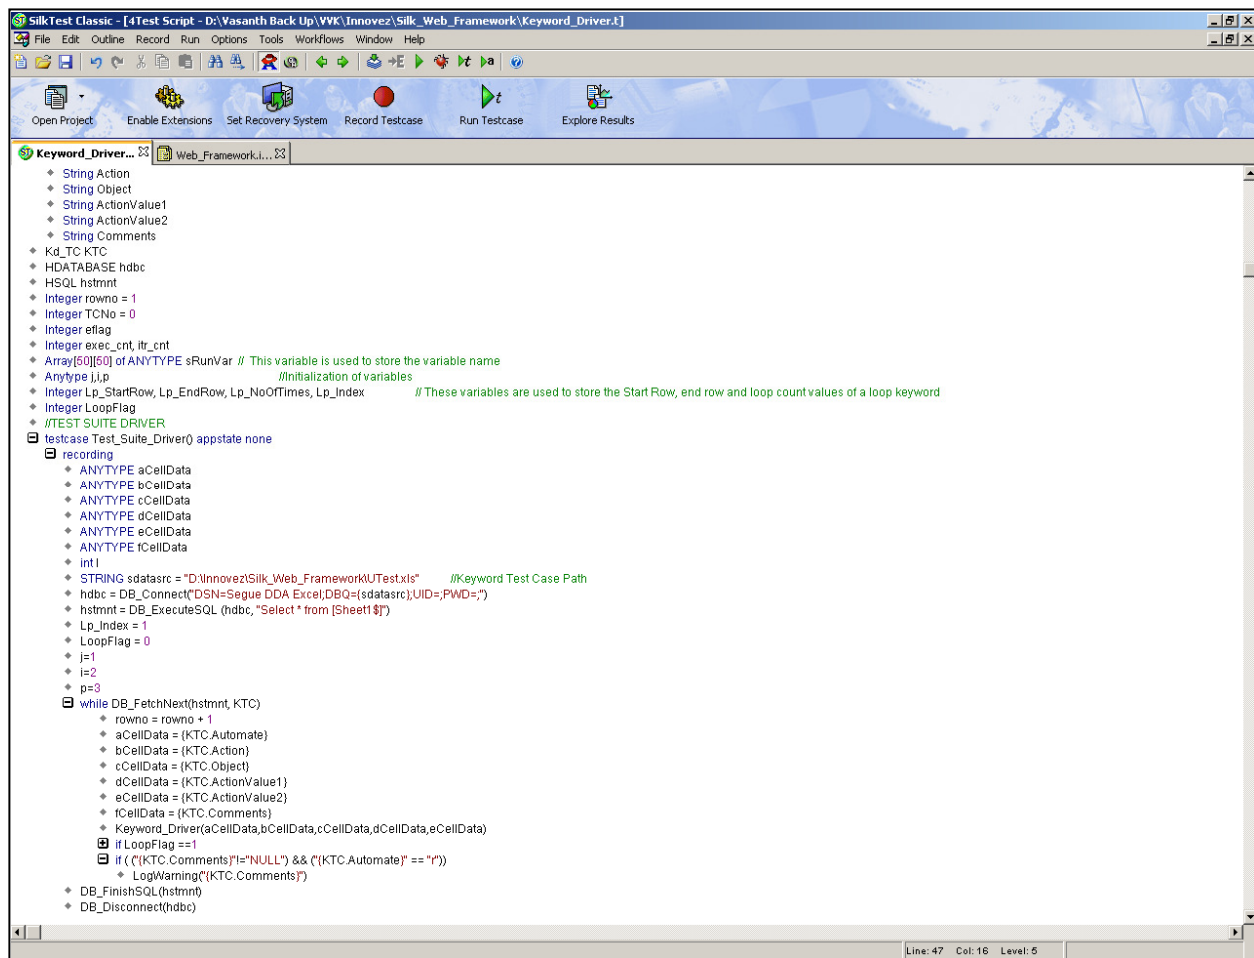 SilkTest Classic - [4Test Script - D:\Vasanth Back Up\VVK\Innovez\Silk_Web_Framework\Keyword_Driver.t]
File Edit Outline Record Run Options Tools Workflows Window Help
Open Project Enable Extensions Set Recovery System Record Testcase Run Testcase Explore Results
Keyword_Driver... Web_Framework.i...
String Action
String Object
String ActionValue1
String ActionValue2
String Comments
Kd_TC KTC
HDATABASE hdbc
HSQL hstmnt
Integer rowno = 1
Integer TCNo = 0
Integer eflag
Integer exec_cnt, itr_cnt
Array[50][50] of ANYTYPE sRunVar // This variable is used to store the variable name
Anytype j,i,p //Initialization of variables
Integer Lp_StartRow, Lp_EndRow, Lp_NoOfTimes, Lp_Index // These variables are used to store the Start Row, end row and loop count values of a loop keyword
Integer LoopFlag
//TEST SUITE DRIVER
testcase Test_Suite_Driver() appstate none
recording
ANYTYPE aCellData
ANYTYPE bCellData
ANYTYPE cCellData
ANYTYPE dCellData
ANYTYPE eCellData
ANYTYPE fCellData
int l
STRING sdatasrc = "D:\Innovez\Silk_Web_Framework\UTest.xls" //Keyword Test Case Path
hdbc = DB_Connect("DSN=Segue DDA Excel;DBQ={sdatasrc};UID=;PWD=;")
hstmnt = DB_ExecuteSQL (hdbc, "Select * from [Sheet1$]")
Lp_Index = 1
LoopFlag = 0
j=1
i=2
p=3
while DB_FetchNext(hstmnt, KTC)
rowno = rowno + 1
aCellData = {KTC.Automate}
bCellData = {KTC.Action}
cCellData = {KTC.Object}
dCellData = {KTC.ActionValue1}
eCellData = {KTC.ActionValue2}
fCellData = {KTC.Comments}
Keyword_Driver(aCellData,bCellData,cCellData,dCellData,eCellData)
if LoopFlag ==1
if ( ("{KTC.Comments}"!="NULL") && ("{KTC.Automate}" == "r"))
LogWarning("{KTC.Comments}")
DB_FinishSQL(hstmnt)
DB_Disconnect(hdbc)
Line: 47 Col: 16 Level: 5